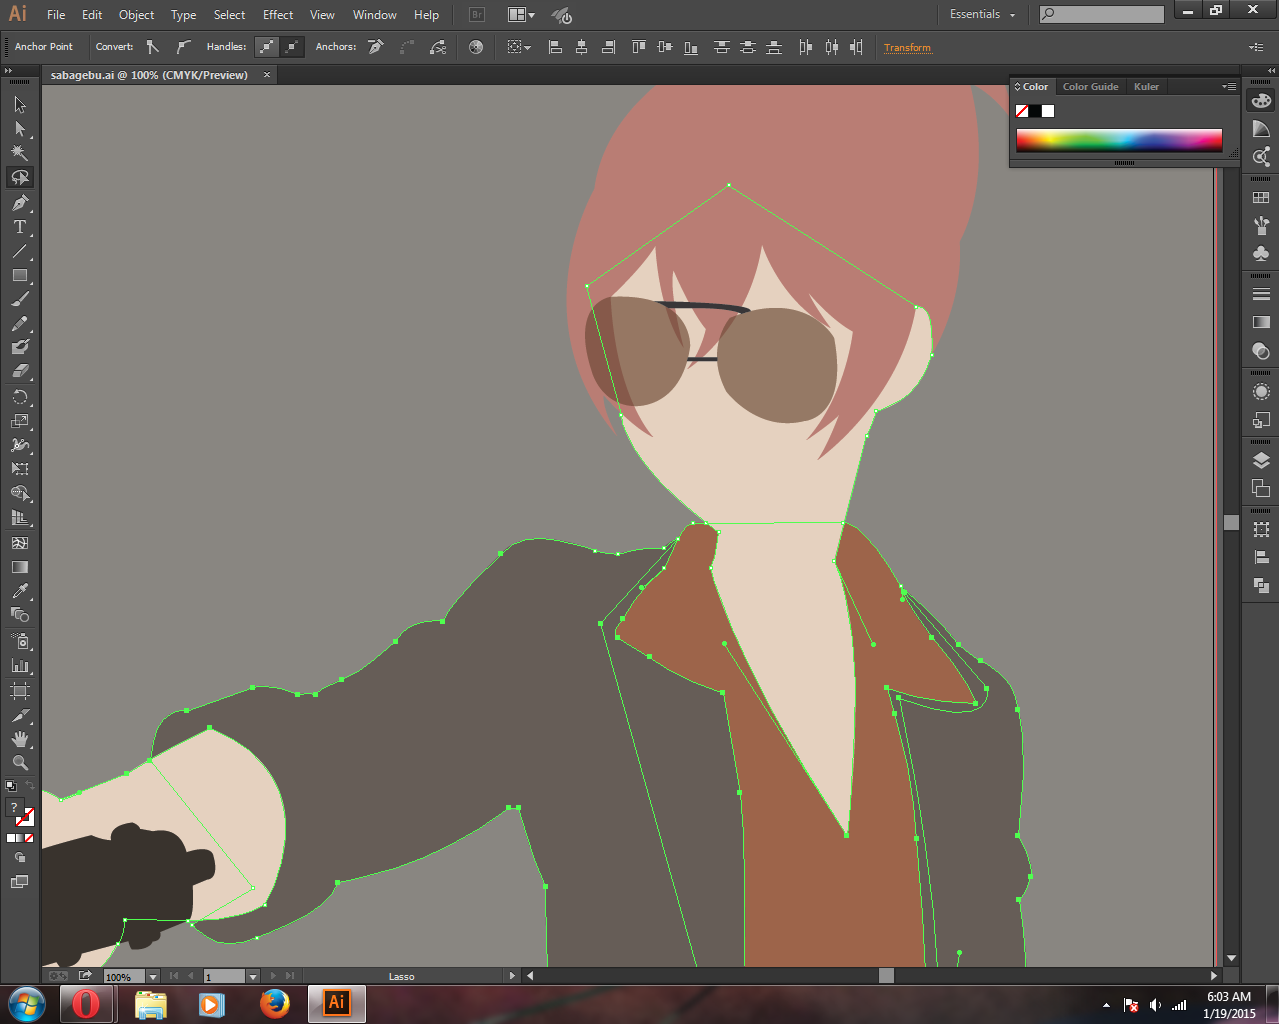 Ai File Edit Object Type Select Effect View Window Help Br Essentials
Anchor Point Convert: Handles: Anchors: Transform
sabagebu.ai @ 100% (CMYK/Preview) ×
Color Color Guide Kuler
T
?
100% 1 Lasso
Ai 6:03 AM
1/19/2015